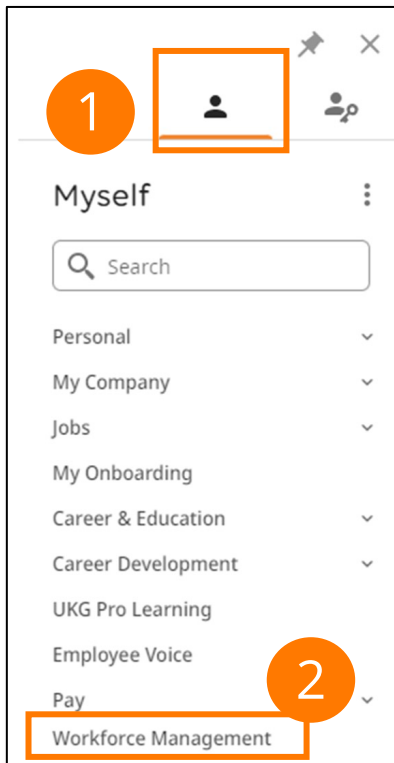 1
Myself
Search
Personal
My Company
Jobs
My Onboarding
Career & Education
Career Development
UKG Pro Learning
Employee Voice
2
Pay
Workforce Management